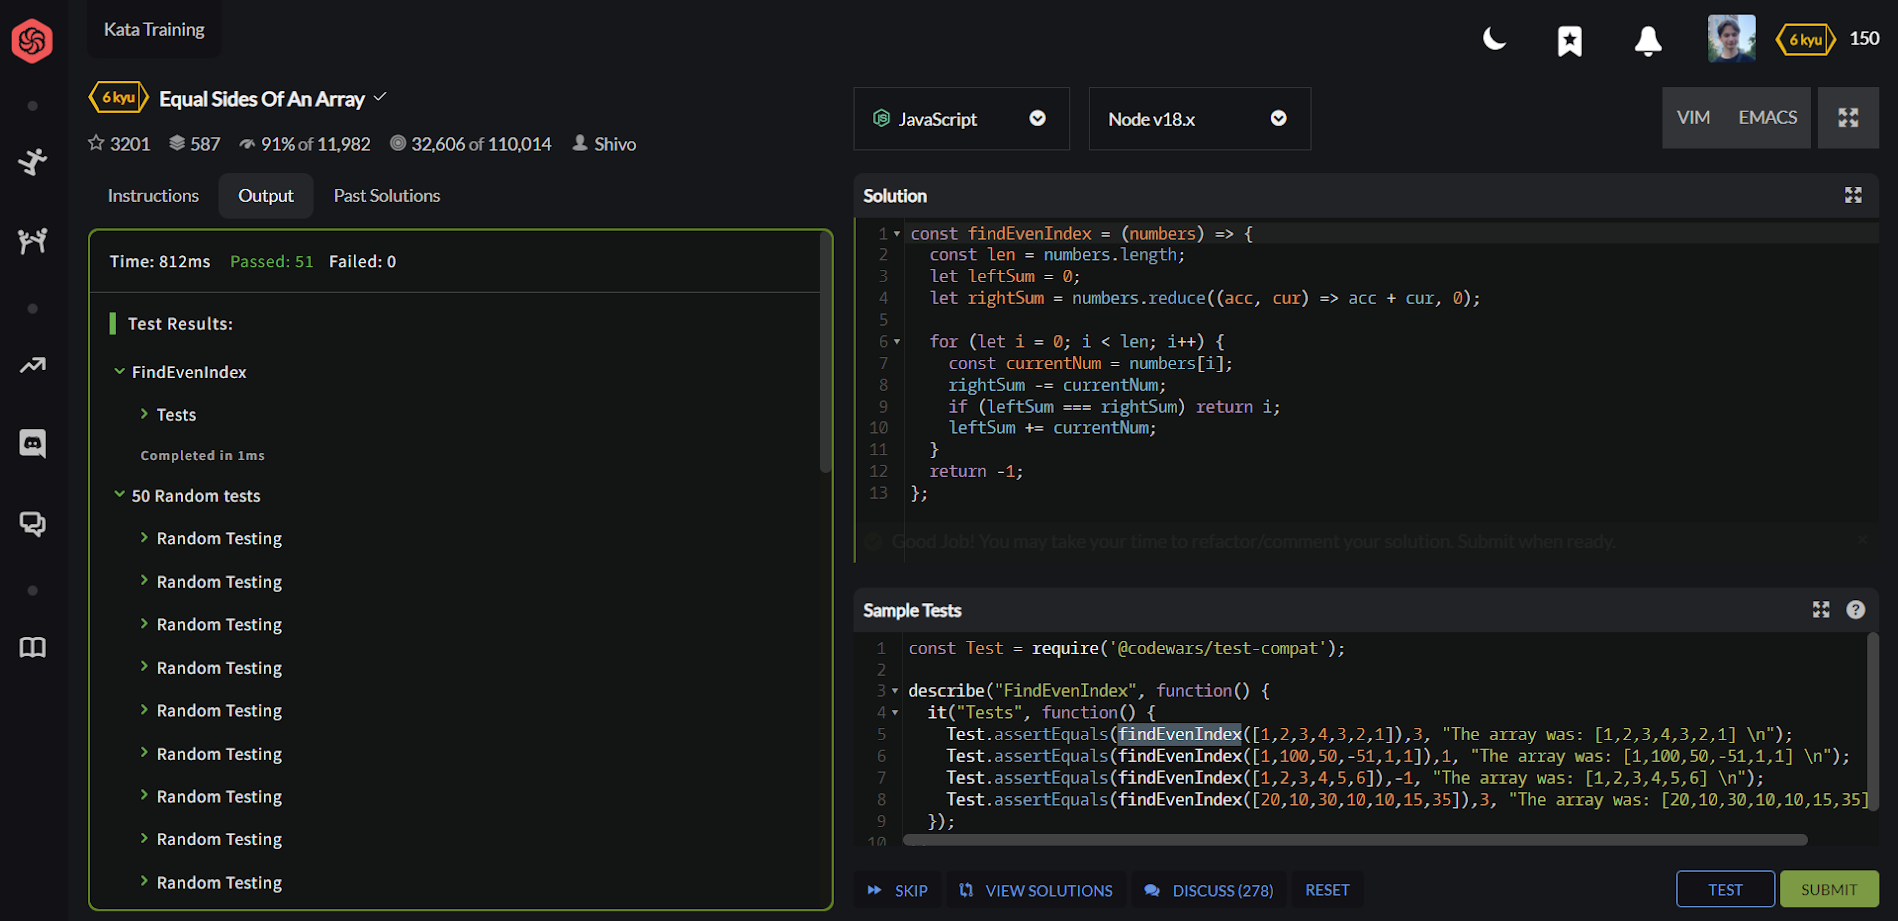 Kata Training
6 kyu
150
6 kyu Equal Sides Of An Array
3201 587 91% of 11,982 32,606 of 110,014 Shivo
Instructions Output Past Solutions
Time: 812ms Passed: 51 Failed: 0
Test Results:
FindEvenIndex
Tests
Completed in 1ms
50 Random tests
Random Testing
Random Testing
Random Testing
Random Testing
Random Testing
Random Testing
Random Testing
Random Testing
Random Testing
JavaScript
Node v18.x
VIM EMACS
Solution
1 const findEvenIndex = (numbers) => {
2 const len = numbers.length;
3 let leftSum = 0;
4 let rightSum = numbers.reduce((acc, cur) => acc + cur, 0);
5
6 for (let i = 0; i < len; i++) {
7 const currentNum = numbers[i];
8 rightSum -= currentNum;
9 if (leftSum === rightSum) return i;
10 leftSum += currentNum;
11 }
12 return -1;
13 };
Good Job! You may take your time to refactor/comment your solution. Submit when ready.
Sample Tests
1 const Test = require('@codewars/test-compat');
2
3 describe("FindEvenIndex", function() {
4 it("Tests", function() {
5 Test.assertEquals(findEvenIndex([1,2,3,4,3,2,1]),3, "The array was: [1,2,3,4,3,2,1] \n");
6 Test.assertEquals(findEvenIndex([1,100,50,-51,1,1]),1, "The array was: [1,100,50,-51,1,1] \n");
7 Test.assertEquals(findEvenIndex([1,2,3,4,5,6]),-1, "The array was: [1,2,3,4,5,6] \n");
8 Test.assertEquals(findEvenIndex([20,10,30,10,10,15,35]),3, "The array was: [20,10,30,10,10,15,35]
9 });
10
SKIP VIEW SOLUTIONS DISCUSS (278) RESET TEST SUBMIT